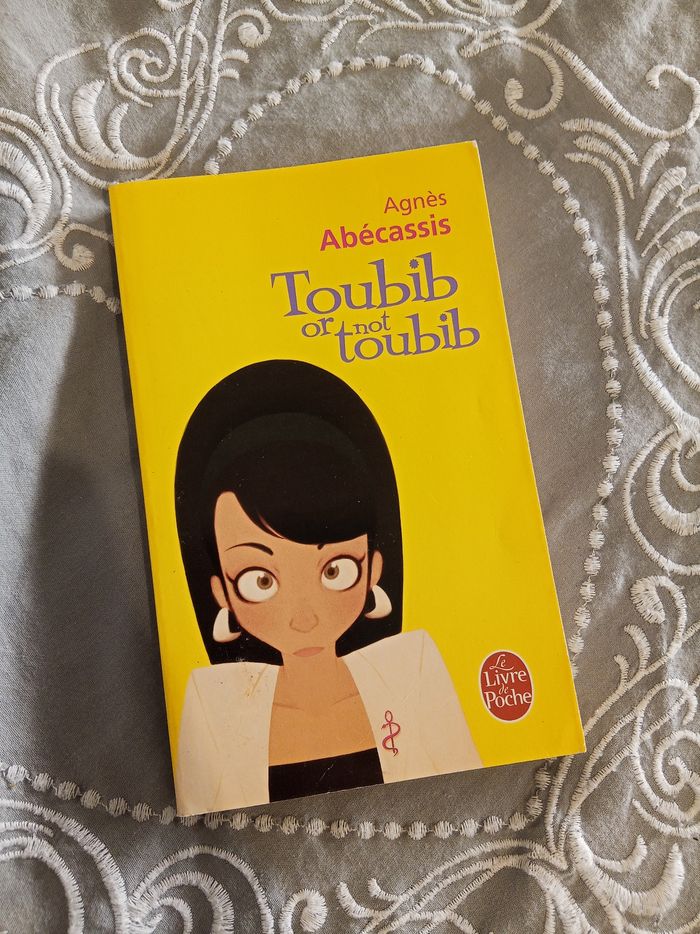 Agnès
Abécassis
Toubib
or not
toubib
Le
Livre
de
Poche